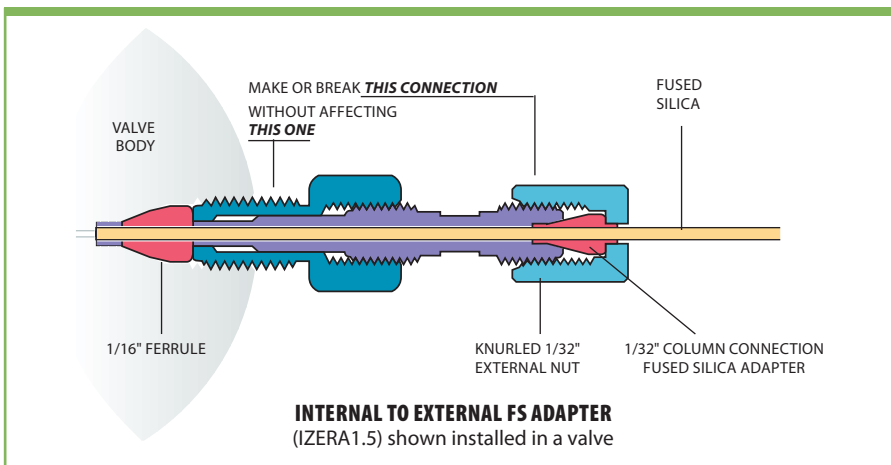 MAKE OR BREAK THIS CONNECTION
WITHOUT AFFECTING
THIS ONE
FUSED
SILICA
VALVE
BODY
1/16" FERRULE
KNURLED 1/32"
EXTERNAL NUT
1/32" COLUMN CONNECTION
FUSED SILICA ADAPTER
INTERNAL TO EXTERNAL FS ADAPTER
(IZERA1.5) shown installed in a valve